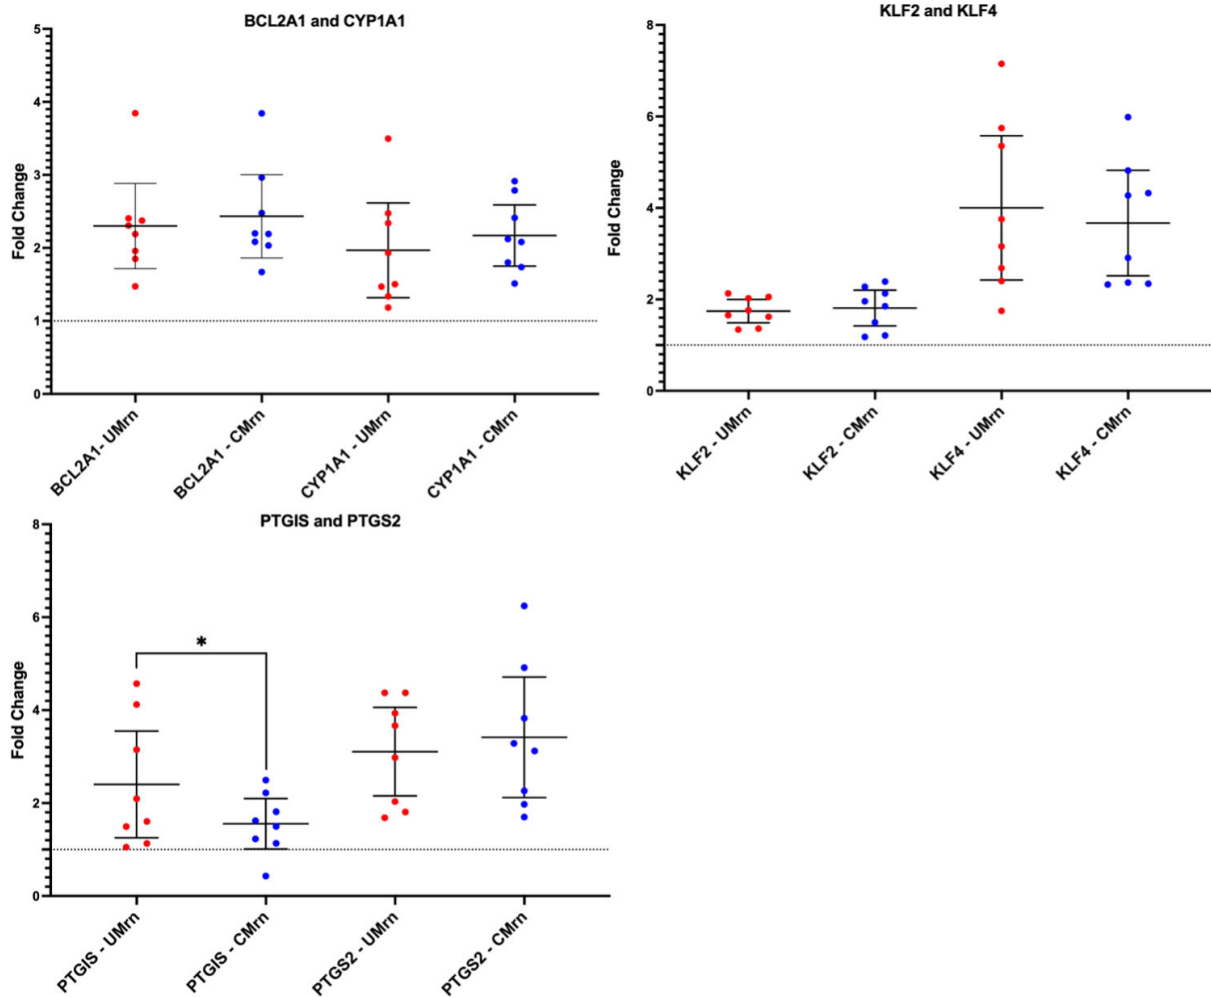 BCL2A1 and CYP1A1
Fold Change
5
4
3
2
1
0
BCL2A1- UMrn
BCL2A1 - CMrn
CYP1A1 - UMrn
CYP1A1 - CMrn
KLF2 and KLF4
Fold Change
8
6
4
2
0
KLF2 - UMrn
KLF2 - CMrn
KLF4 - UMrn
KLF4 - CMrn
PTGIS and PTGS2
Fold Change
8
6
4
2
0
*
PTGIS - UMrn
PTGIS - CMrn
PTGS2 - UMrn
PTGS2 - CMrn